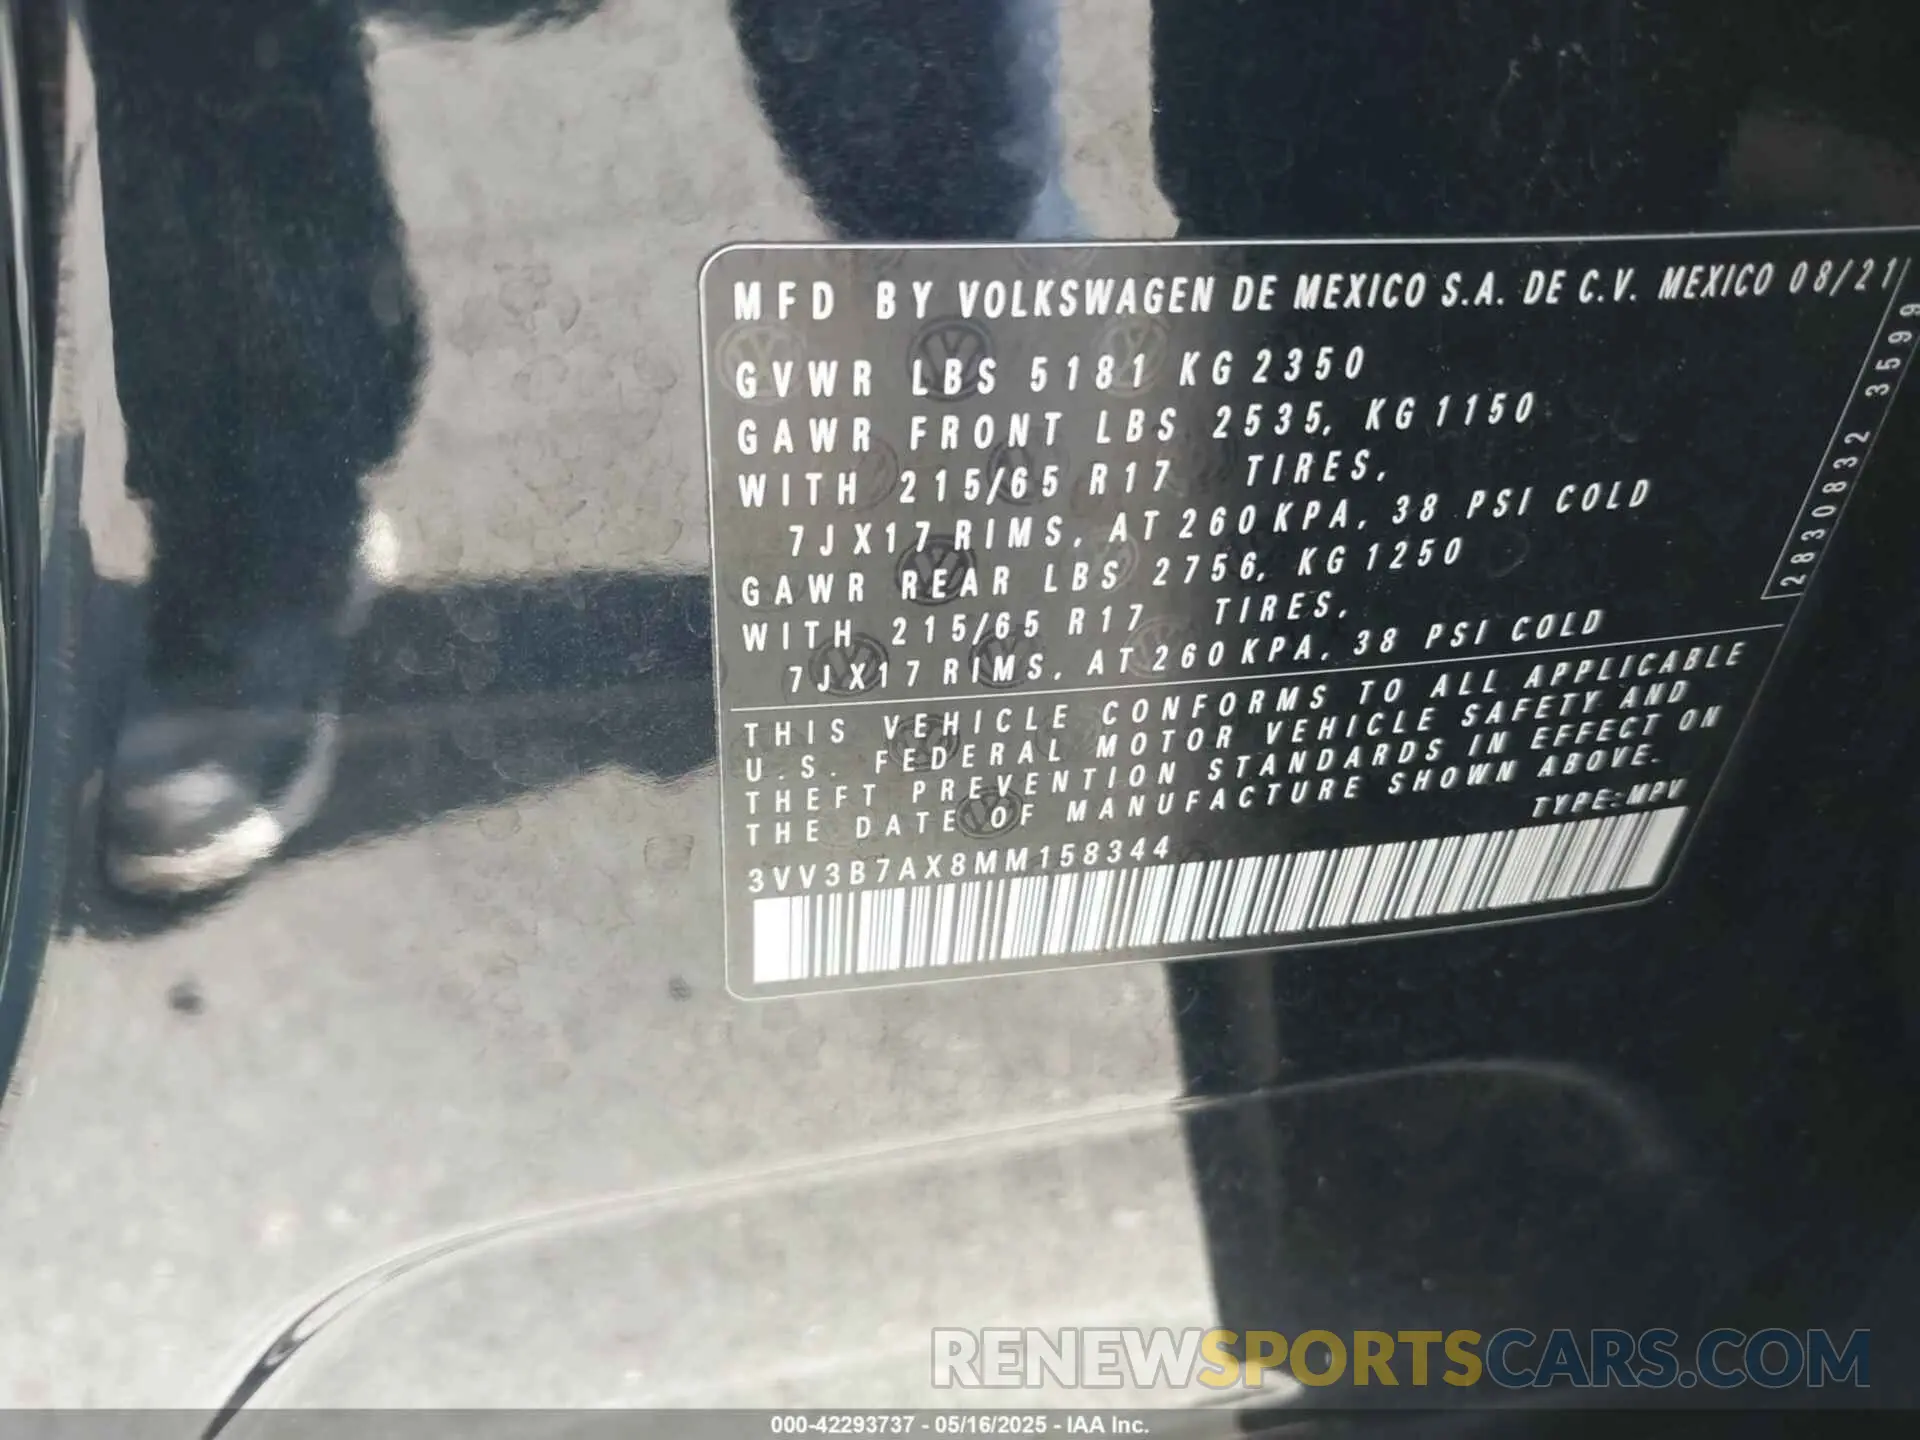 MFD BY VOLKSWAGEN DE MEXICO S.A. DE C.V. MEXICO 08/21
GVWR LBS 5181 KG 2350
GAWR FRONT LBS 2535, KG 1150
WITH 215/65 R17 TIRES,
7JX17 RIMS, AT 260 KPA, 38 PSI COLD
GAWR REAR LBS 2756, KG 1250
WITH 215/65 R17 TIRES,
7JX17 RIMS, AT 260 KPA, 38 PSI COLD
2830832 3599
THIS VEHICLE CONFORMS TO ALL APPLICABLE
U.S. FEDERAL MOTOR VEHICLE SAFETY AND
THEFT PREVENTION STANDARDS IN EFFECT ON
THE DATE OF MANUFACTURE SHOWN ABOVE.
TYPE:MPV
3VV3B7AX8MM158344
RENEWSPORTSCARS.COM
000-42293737 - 05/16/2025 - IAA Inc.